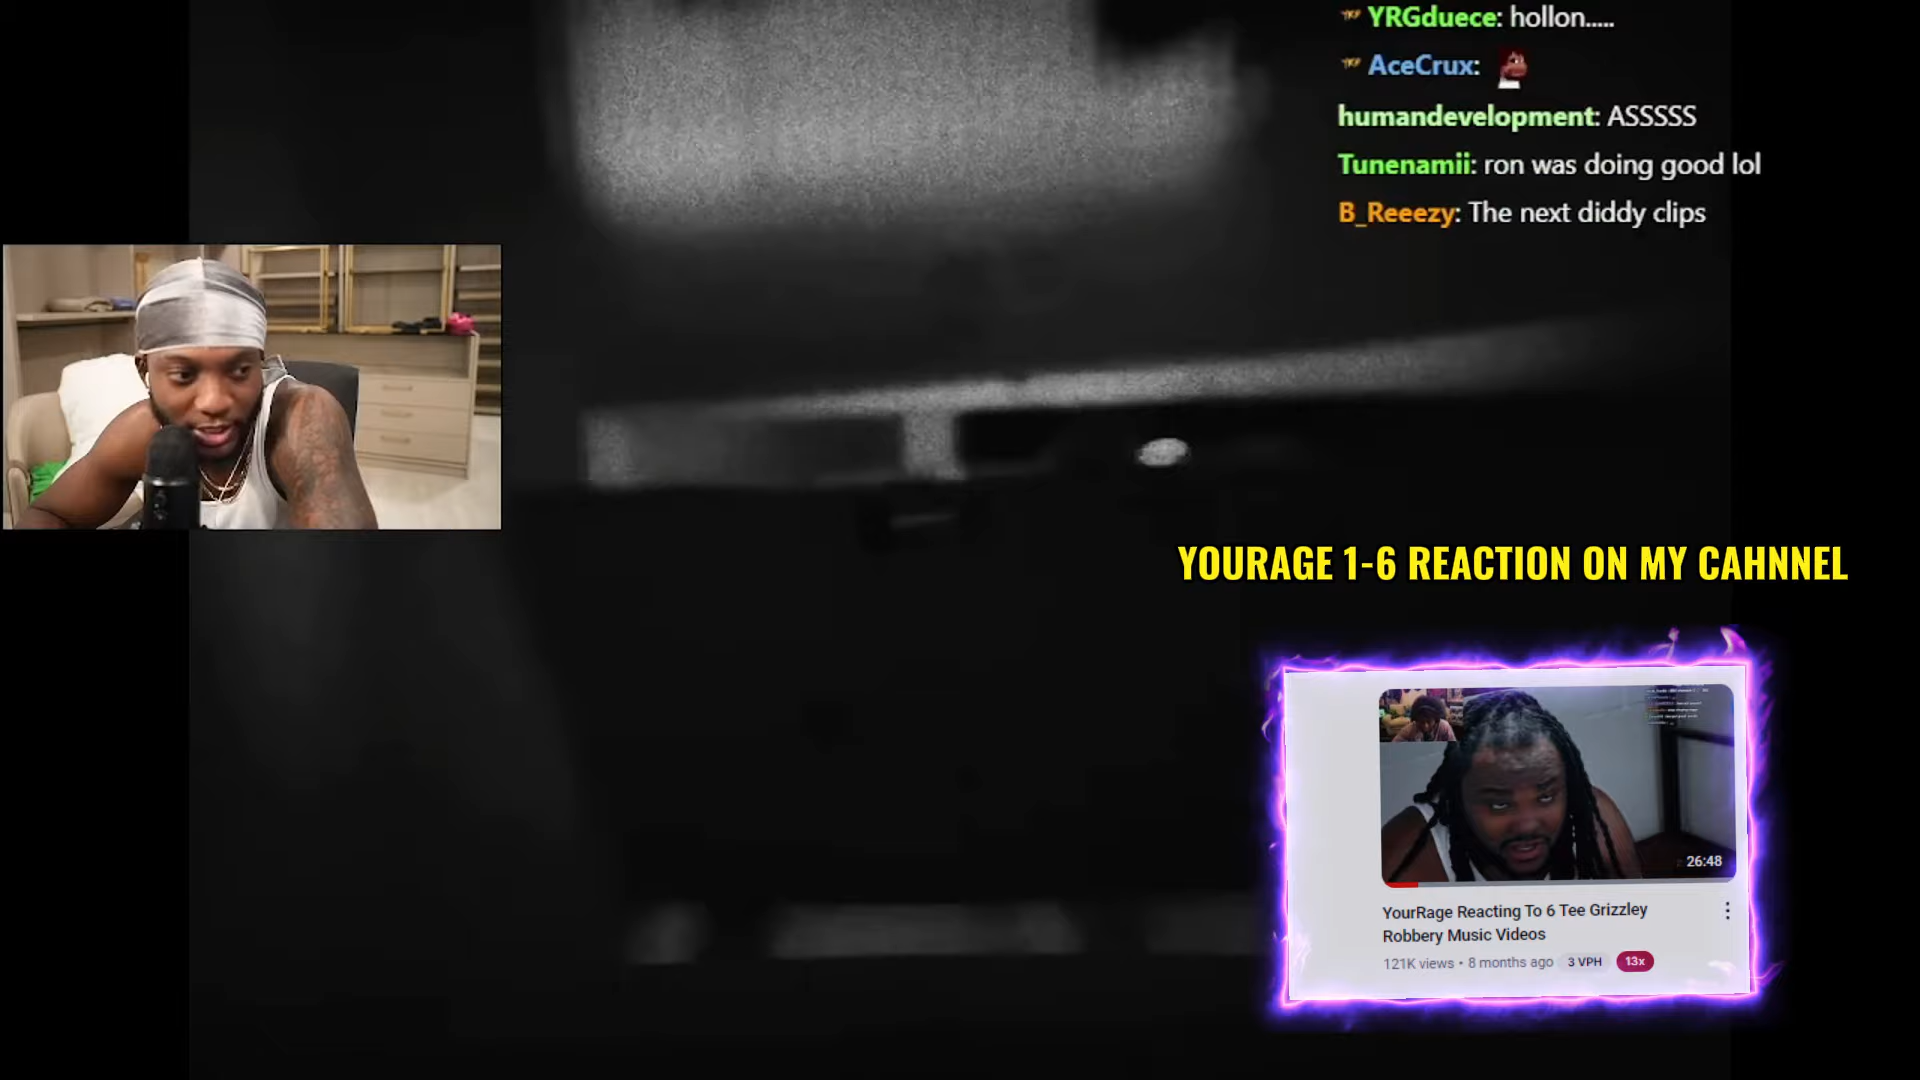 YRGduece: hollon.....
AceCrux:
humandevelopment: ASSSSS
Tunenamii: ron was doing good lol
B_Reeezy: The next diddy clips
YOURAGE 1-6 REACTION ON MY CAHNNEL
26:48
YourRage Reacting To 6 Tee Grizzley
Robbery Music Videos
121K views • 8 months ago 3 VPH 13x